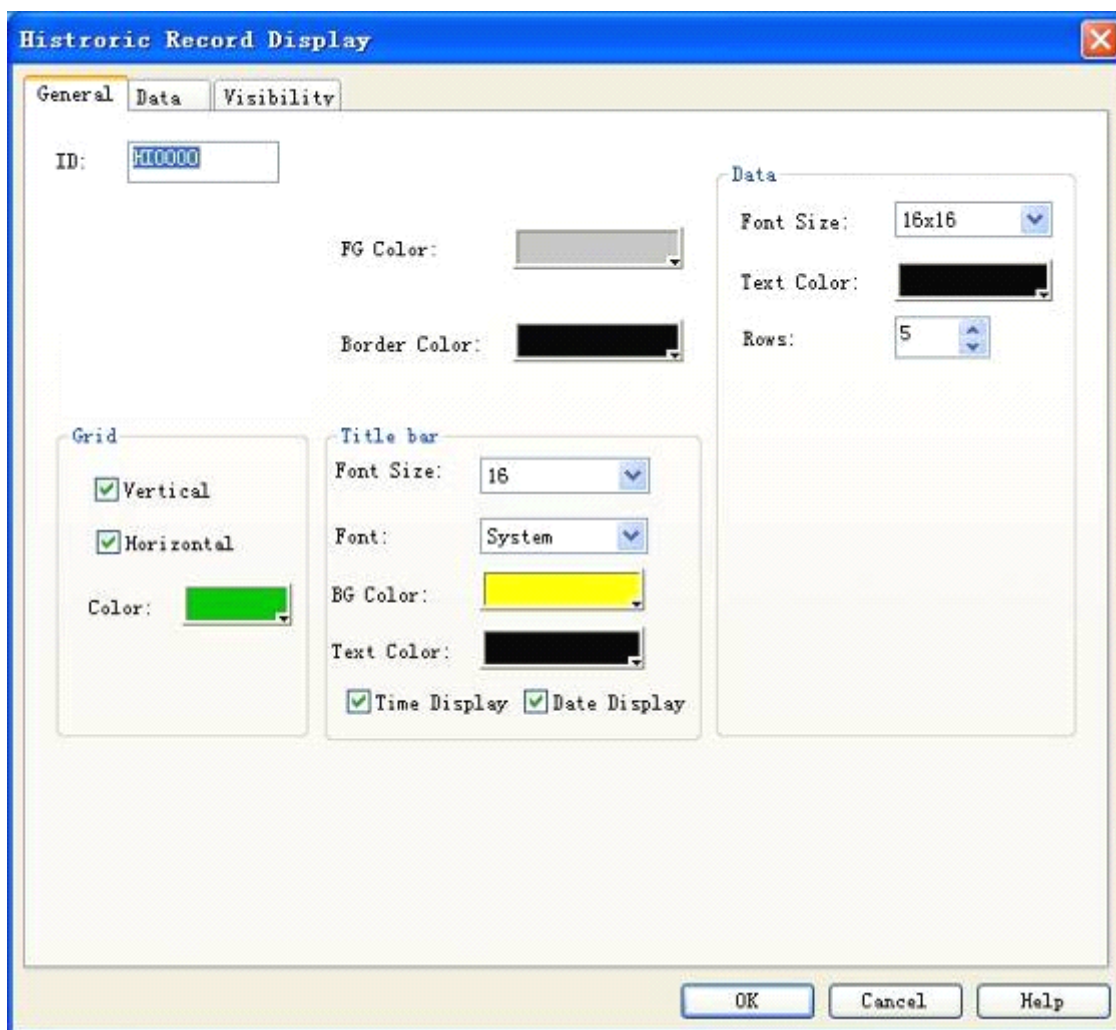 Histroric Record Display
General Data Visibility
ID: HI0000
FG Color:
Border Color:
Data
Font Size: 16x16
Text Color:
Rows: 5
Grid
Vertical
Horizontal
Color:
Title bar
Font Size: 16
Font: System
BG Color:
Text Color:
Time Display Date Display
OK Cancel Help